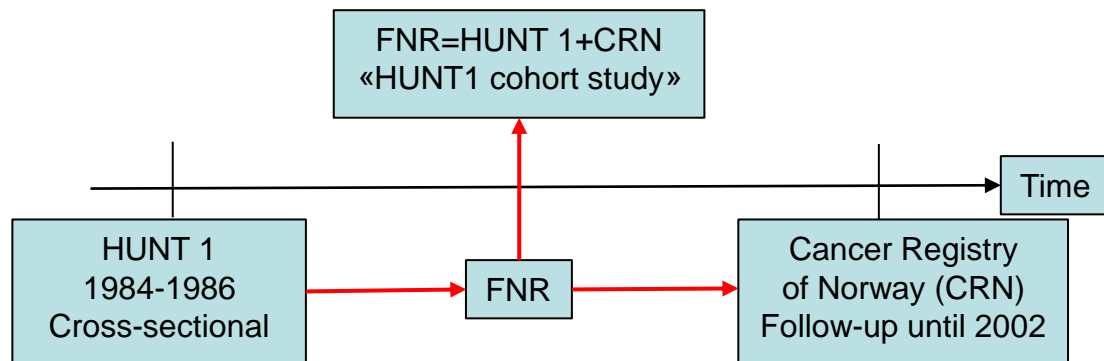 FNR=HUNT 1+CRN
«HUNT1 cohort study»
Time
HUNT 1
1984-1986
Cross-sectional
FNR
Cancer Registry
of Norway (CRN)
Follow-up until 2002